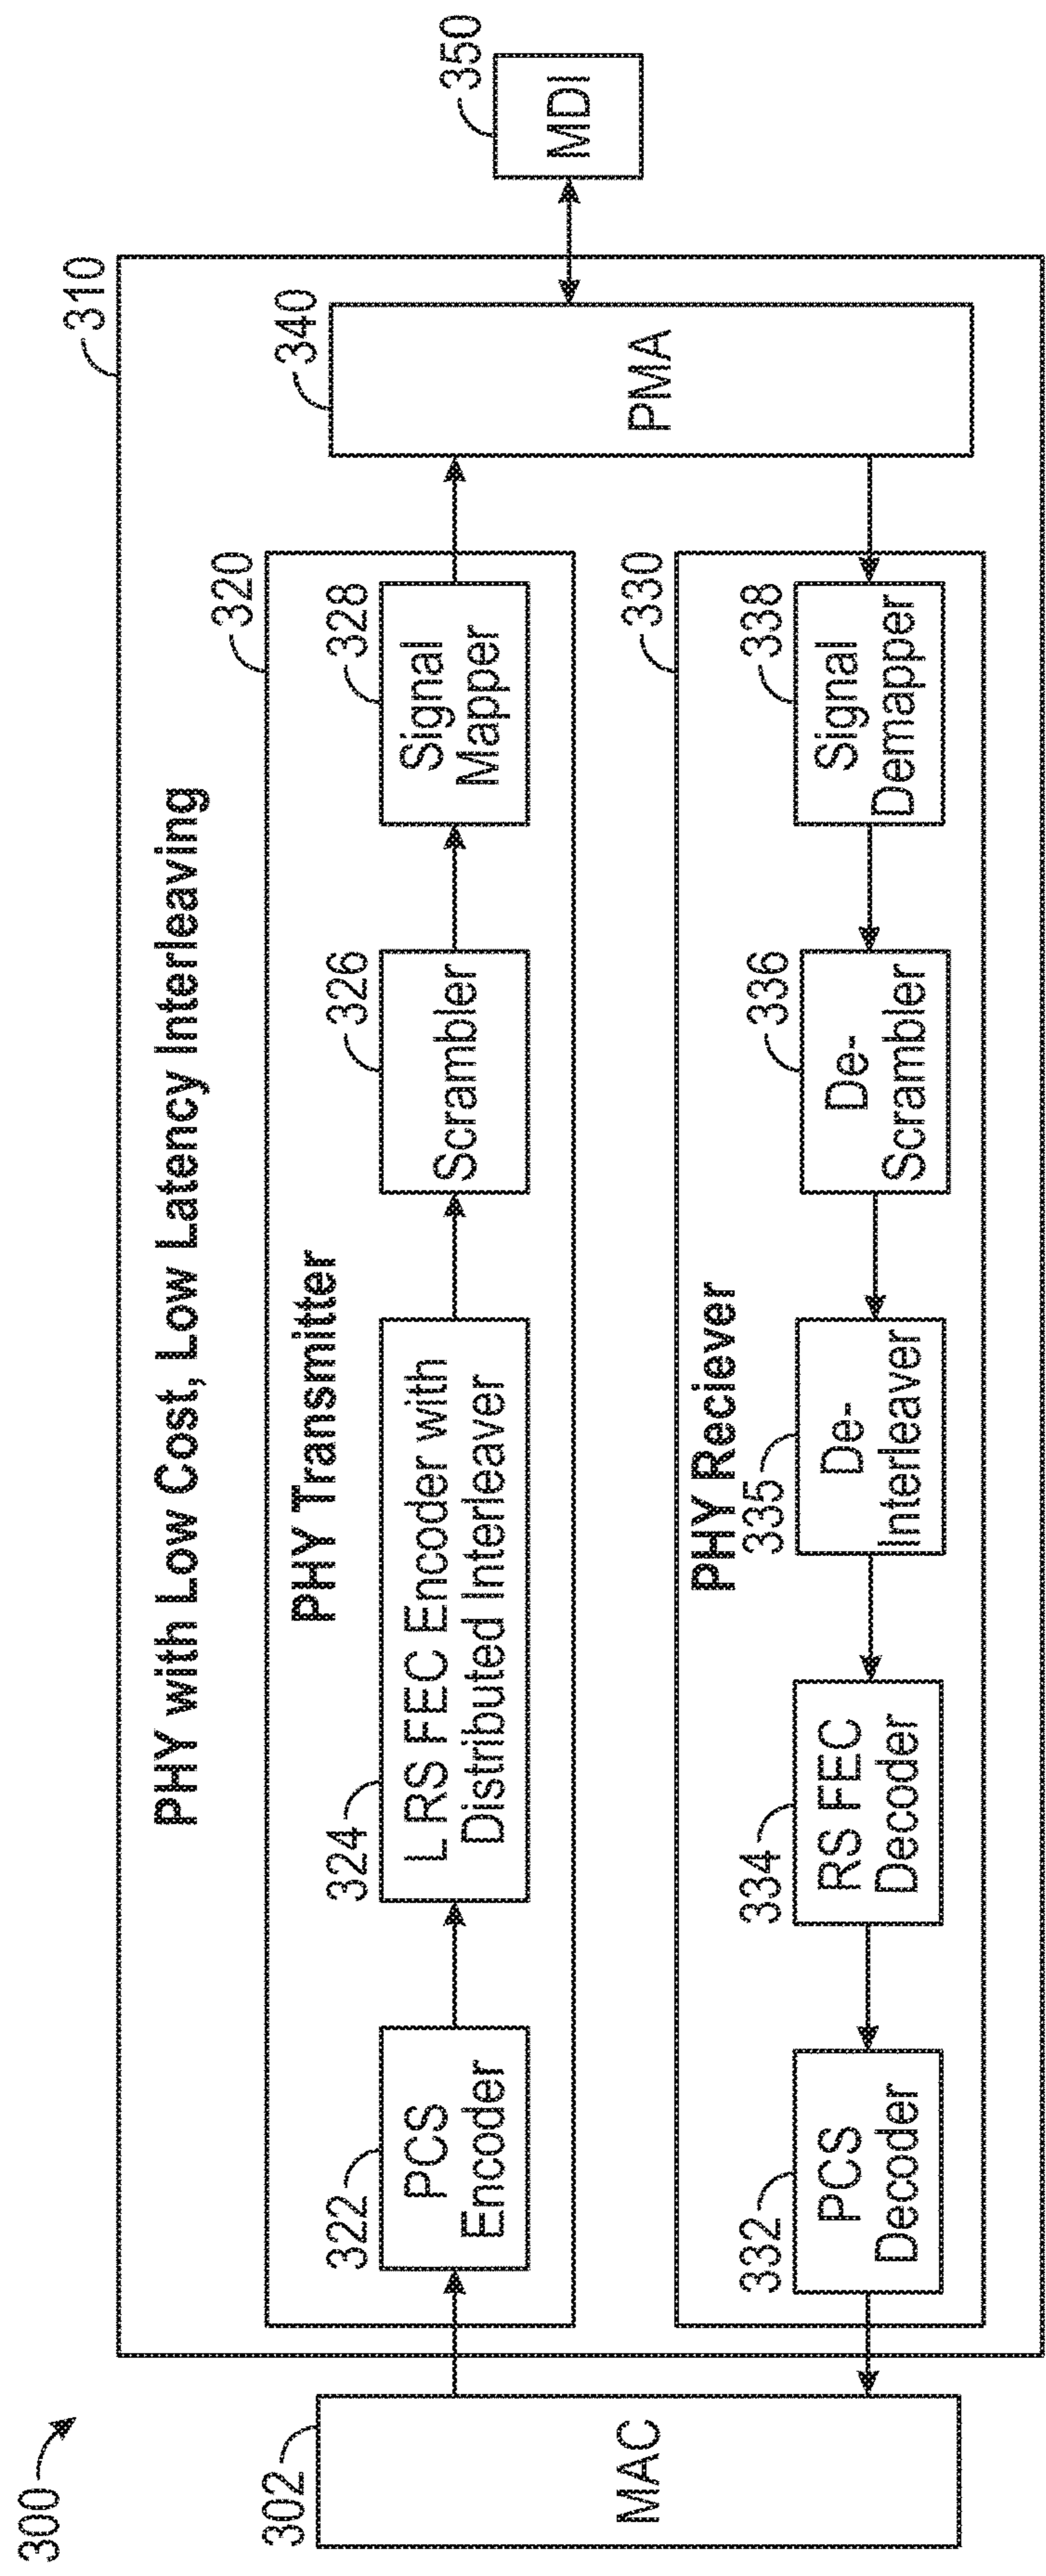 300
302
MAC
310
PHY with Low Cost, Low Latency Interleaving
320
PHY Transmitter
322
PCS
Encoder
324
L RS FEC Encoder with
Distributed Interleaver
326
Scrambler
328
Signal
Mapper
330
PHY Reciever
332
PCS
Decoder
334
RS FEC
Decoder
335
De-
Interleaver
336
De-
Scrambler
338
Signal
Demapper
340
PMA
350
MDI